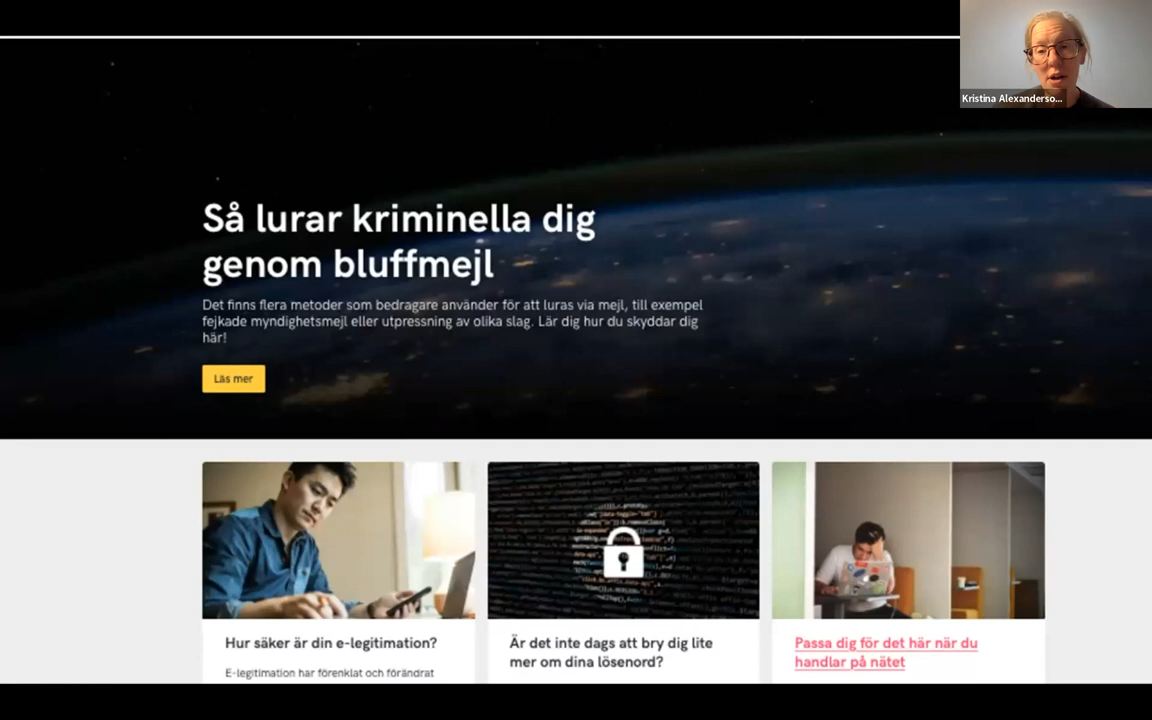 Kristina Alexanderso...
Så lurar kriminella dig
genom bluffmejl
Det finns flera metoder som bedragare använder för att luras via mejl, till exempel
fejkade myndighetsmejl eller utpressning av olika slag. Lär dig hur du skyddar dig
här!
Läs mer
Hur säker är din e-legitimation?
E-legitimation har förenklat och förändrat
Är det inte dags att bry dig lite
mer om dina lösenord?
Passa dig för det här när du
handlar på nätet